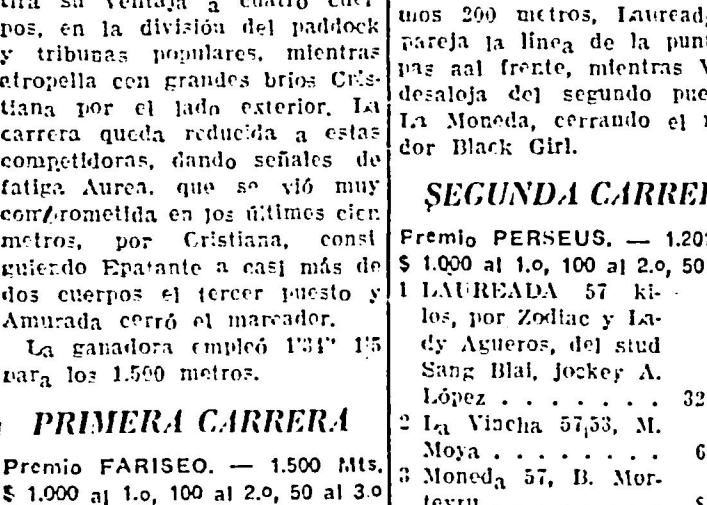 su ventaja a cuatro cuer-
pos, en la división del paddock
y tribunas populares, mientras
atropella con grandes bríos Cris-
tiana por el lado exterior. La
carrera queda reducida a estas
competidoras, dando señales de
fatiga Aurea, que se vió muy
comprometida en los últimos cien
metros, por Cristiana, consi
guiendo Epatante a casi más de
dos cuerpos el tercer puesto y
Amurada cerró el marcador.
La ganadora empleó 1'34" 1|5
para los 1.500 metros.
PRIMERA CARRERA
Premio FARISEO. — 1.500 Mts.
$ 1.000 al 1.o, 100 al 2.o, 50 al 3.o
mos 200 metros, Lauread
pareja la línea de la punt
pas aal frente, mientras V
desaloja del segundo pue
La Moneda, cerrando el
dor Black Girl.
SEGUNDA CARRE
Premio PERSEUS. — 1.20
$ 1.000 al 1.o, 100 al 2.o, 50
1 LAUREADA 57 ki-
los, por Zodiac y La-
dy Agueros, del stud
Sang Blai, jockey A.
López . . . . . . . 32
2 La Vincha 57,53, M.
Moya . . . . . . . . 6
3 Moneda 57, B. Mor-